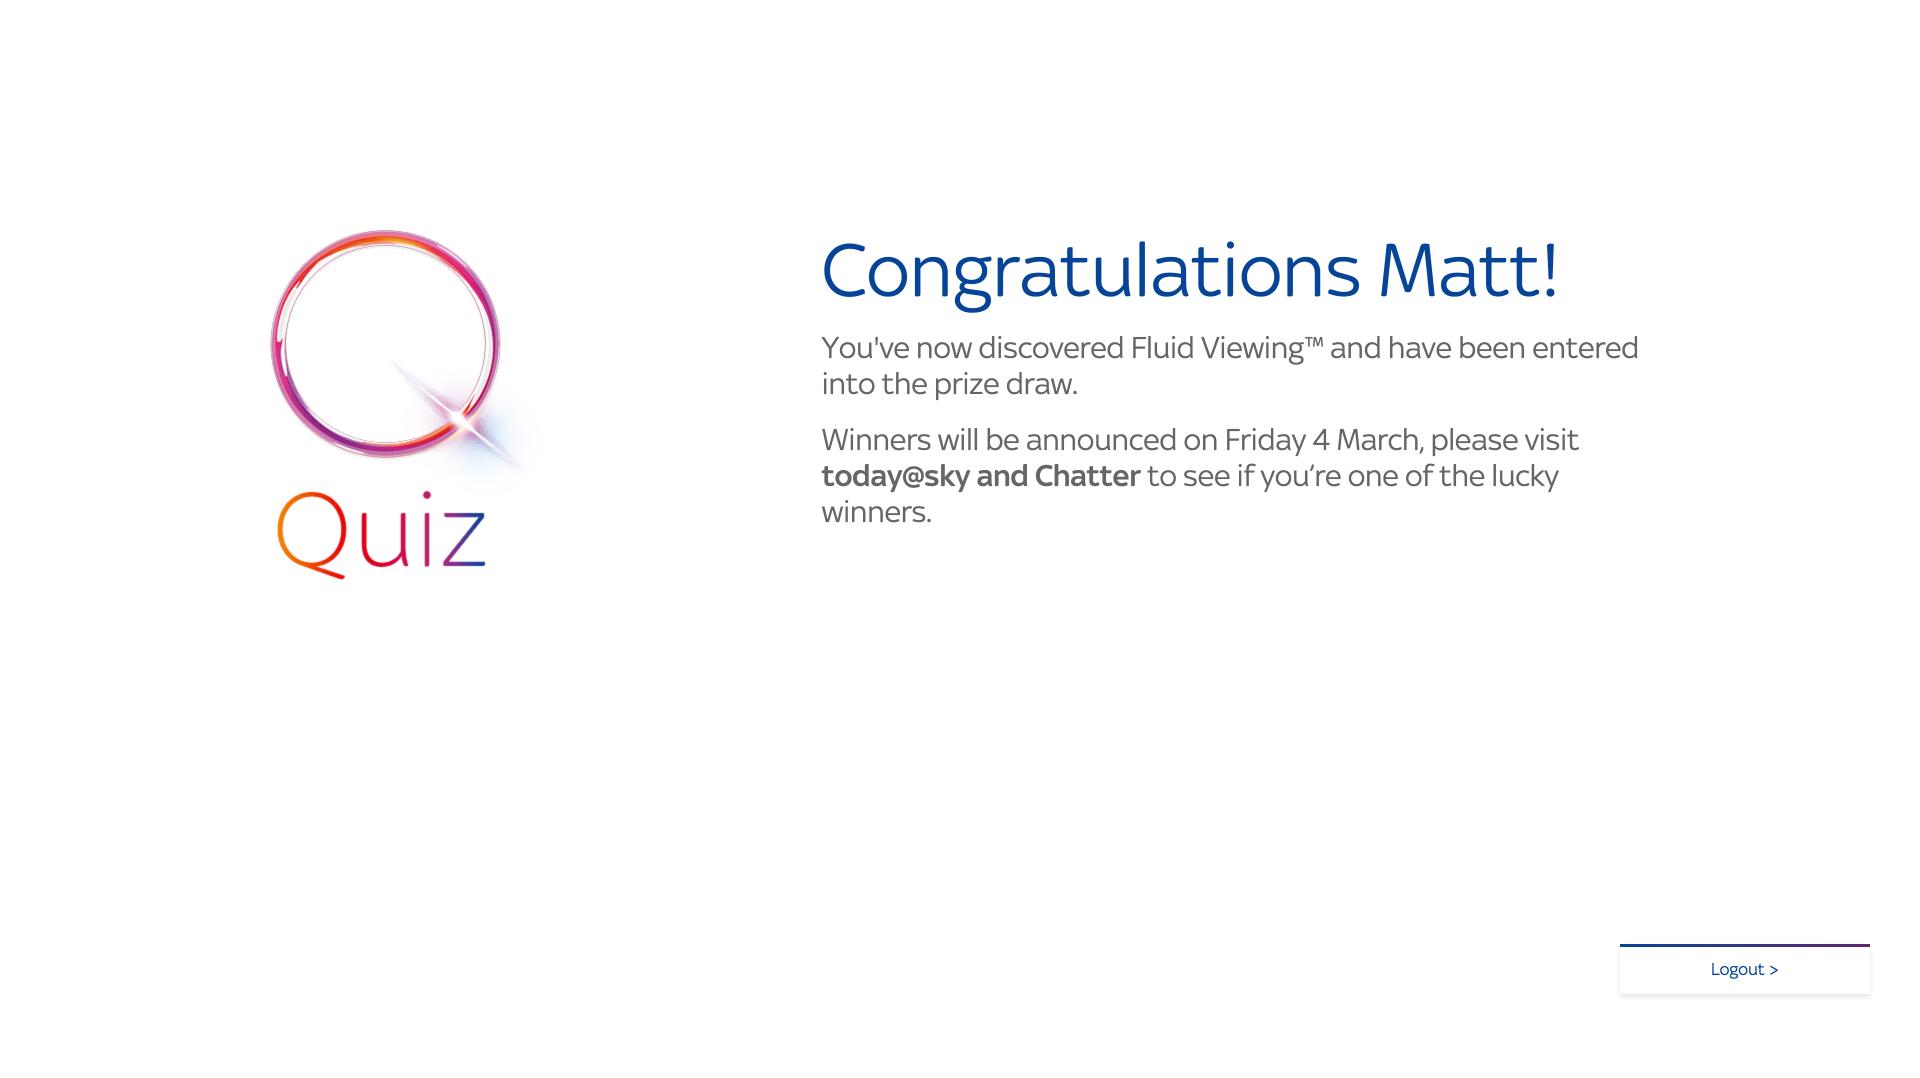 Quiz
Congratulations Matt!
You've now discovered Fluid Viewing™ and have been entered
into the prize draw.
Winners will be announced on Friday 4 March, please visit
today@sky and Chatter to see if you’re one of the lucky
winners.
Logout >